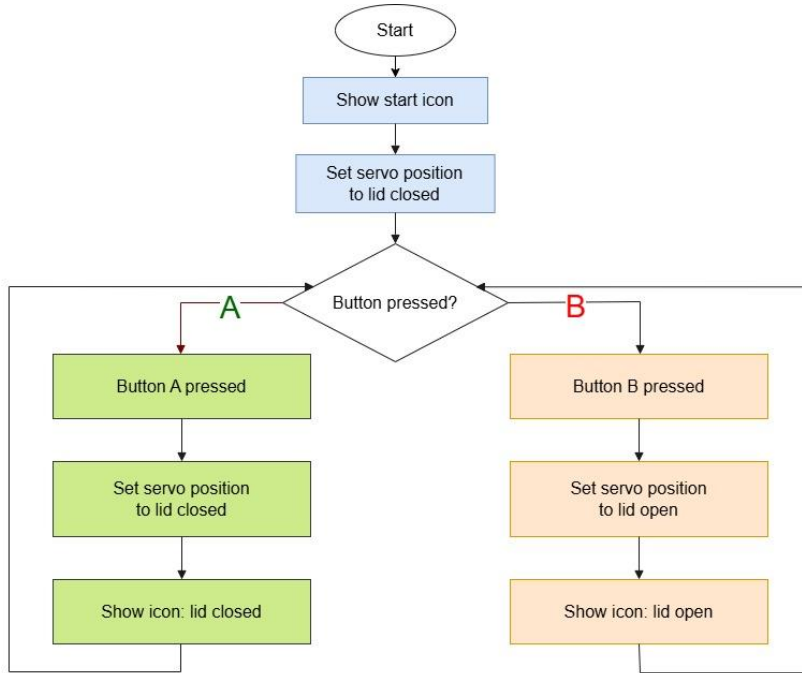 Start
Show start icon
Set servo position
to lid closed
Button pressed?
A
B
Button A pressed
Button B pressed
Set servo position
to lid closed
Set servo position
to lid open
Show icon: lid closed
Show icon: lid open